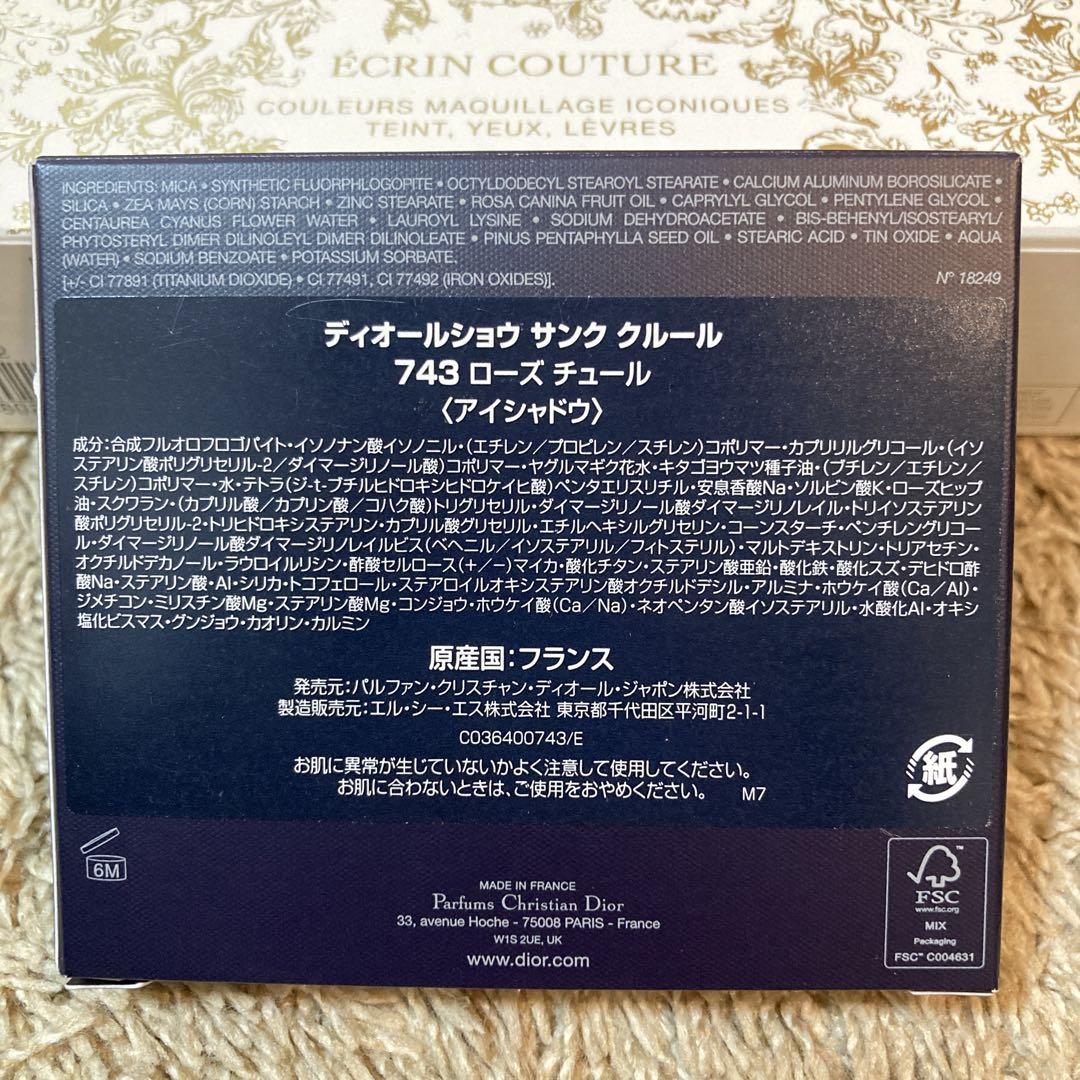 ÉCRIN COUTURE
COULEURS MAQUILLAGE ICONIQUES
TEINT, YEUX, LÈVRES
INGREDIENTS: MICA • SYNTHETIC FLUORPHLOGOPITE • OCTYLDODECYL STEAROYL STEARATE • CALCIUM ALUMINUM BOROSILICATE •
SILICA • ZEA MAYS (CORN) STARCH • ZINC STEARATE • ROSA CANINA FRUIT OIL • CAPRYLYL GLYCOL • PENTYLENE GLYCOL •
CENTAUREA CYANUS FLOWER WATER • LAUROYL LYSINE • SODIUM DEHYDROACETATE • BIS-BEHENYL/ISOSTEARYL/
PHYTOSTERYL DIMER DILINOLEYL DIMER DILINOLEATE • PINUS PENTAPHYLLA SEED OIL • STEARIC ACID • TIN OXIDE • AQUA
(WATER) • SODIUM BENZOATE • POTASSIUM SORBATE.
[+/- CI 77891 (TITANIUM DIOXIDE) • CI 77491, CI 77492 (IRON OXIDES)].
N° 18249
ディオールショウ サンク クルール
743 ローズ チュール
〈アイシャドウ〉
成分:合成フルオロフロゴパイト・イソノナン酸イソノニル・(エチレン/プロピレン/スチレン)コポリマー・カプリリルグリコール・(イソ
ステアリン酸ポリグリセリル-2/ダイマージリノール酸)コポリマー・ヤグルマギク花水・キタゴヨウマツ種子油・(ブチレン/エチレン/
スチレン)コポリマー・水・テトラ(ジ-t-ブチルヒドロキシヒドロケイヒ酸)ペンタエリスリチル・安息香酸Na・ソルビン酸K・ローズヒップ
油・スクワラン・(カプリル酸/カプリン酸/コハク酸)トリグリセリル・ダイマージリノール酸ダイマージリノレイル・トリイソステアリン
酸ポリグリセリル-2・トリヒドロキシステアリン・カプリル酸グリセリル・エチルヘキシルグリセリン・コーンスターチ・ペンチレングリコ
ール・ダイマージリノール酸ダイマージリノレイルビス(ベヘニル/イソステアリル/フィトステリル)・マルトデキストリン・トリアセチン・
オクチルドデカノール・ラウロイルリシン・酢酸セルロース(+/−)マイカ・酸化チタン・ステアリン酸亜鉛・酸化鉄・酸化スズ・デヒドロ酢
酸Na・ステアリン酸・Al・シリカ・トコフェロール・ステアロイルオキシステアリン酸オクチルドデシル・アルミナ・ホウケイ酸(Ca/Al)・
ジメチコン・ミリスチン酸Mg・ステアリン酸Mg・コンジョウ・ホウケイ酸(Ca/Na)・ネオペンタン酸イソステアリル・水酸化Al・オキシ
塩化ビスマス・グンジョウ・カオリン・カルミン
原産国:フランス
発売元:パルファン・クリスチャン・ディオール・ジャポン株式会社
製造販売元:エル・シー・エス株式会社 東京都千代田区平河町2-1-1
C036400743/E
お肌に異常が生じていないかよく注意して使用してください。
お肌に合わないときは、ご使用をおやめください。 M7
紙
6M
MADE IN FRANCE
Parfums Christian Dior
33, avenue Hoche - 75008 PARIS - France
W1S 2UE, UK
www.dior.com
FSC
www.fsc.org
MIX
Packaging
FSC™ C004631